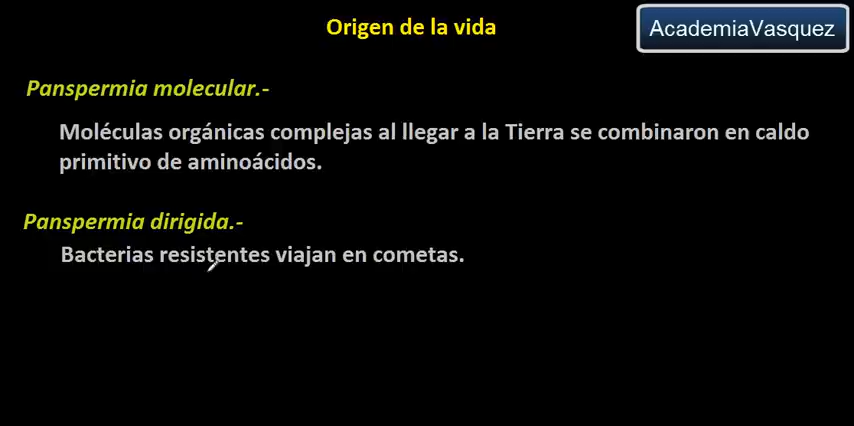 Origen de la vida
AcademiaVasquez
Panspermia molecular.-
Moléculas orgánicas complejas al llegar a la Tierra se combinaron en caldo
primitivo de aminoácidos.
Panspermia dirigida.-
Bacterias resistentes viajan en cometas.